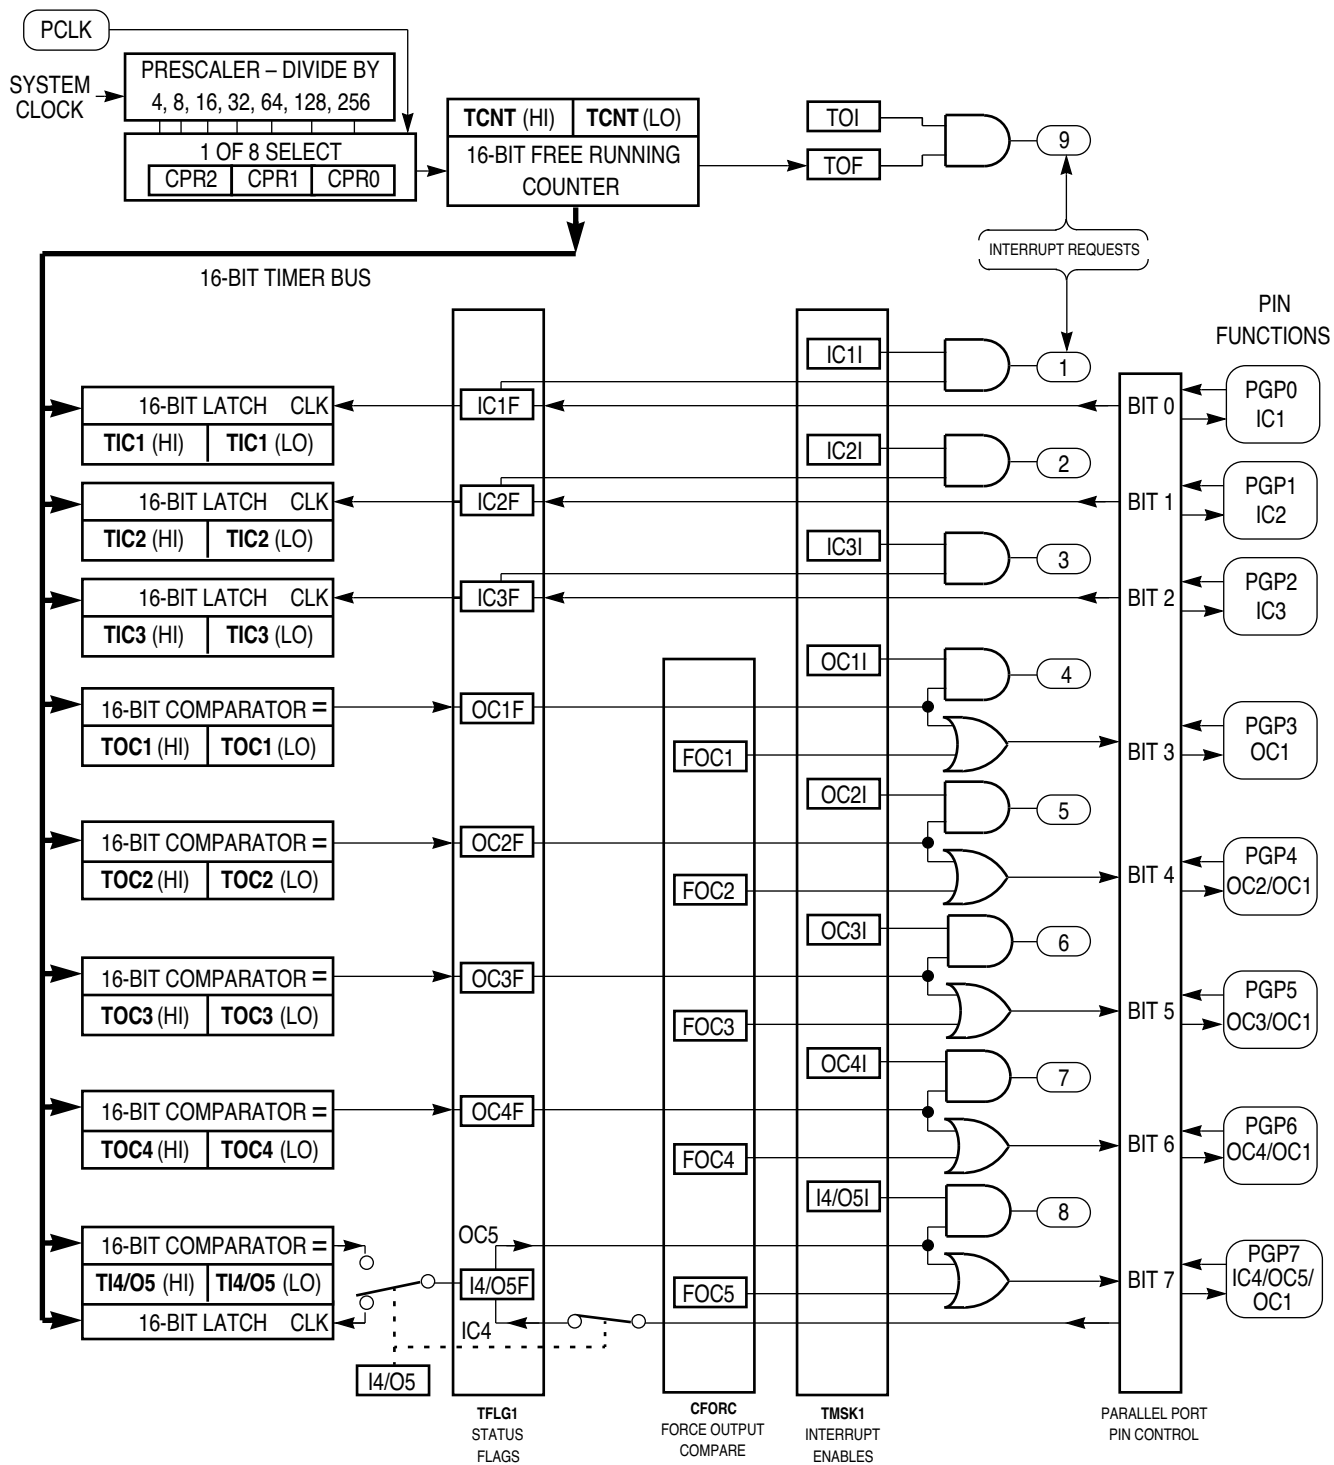 PCLK
SYSTEM
CLOCK
PRESCALER – DIVIDE BY
4, 8, 16, 32, 64, 128, 256
1 OF 8 SELECT
CPR2 CPR1 CPR0
TCNT (HI) TCNT (LO)
16-BIT FREE RUNNING
COUNTER
TOI
TOF
9
INTERRUPT REQUESTS
16-BIT TIMER BUS
PIN
FUNCTIONS
IC1I
1
16-BIT LATCH CLK
TIC1 (HI) TIC1 (LO)
IC1F
BIT 0
PGP0
IC1
IC2I
2
16-BIT LATCH CLK
TIC2 (HI) TIC2 (LO)
IC2F
BIT 1
PGP1
IC2
IC3I
3
16-BIT LATCH CLK
TIC3 (HI) TIC3 (LO)
IC3F
BIT 2
PGP2
IC3
OC1I
4
16-BIT COMPARATOR =
TOC1 (HI) TOC1 (LO)
OC1F
FOC1
BIT 3
PGP3
OC1
OC2I
5
16-BIT COMPARATOR =
TOC2 (HI) TOC2 (LO)
OC2F
FOC2
BIT 4
PGP4
OC2/OC1
OC3I
6
16-BIT COMPARATOR =
TOC3 (HI) TOC3 (LO)
OC3F
FOC3
BIT 5
PGP5
OC3/OC1
OC4I
7
16-BIT COMPARATOR =
TOC4 (HI) TOC4 (LO)
OC4F
FOC4
BIT 6
PGP6
OC4/OC1
I4/O5I
8
16-BIT COMPARATOR =
TI4/O5 (HI) TI4/O5 (LO)
16-BIT LATCH CLK
OC5
I4/O5F
IC4
FOC5
BIT 7
PGP7
IC4/OC5/
OC1
I4/O5
TFLG1
STATUS
FLAGS
CFORC
FORCE OUTPUT
COMPARE
TMSK1
INTERRUPT
ENABLES
PARALLEL PORT
PIN CONTROL